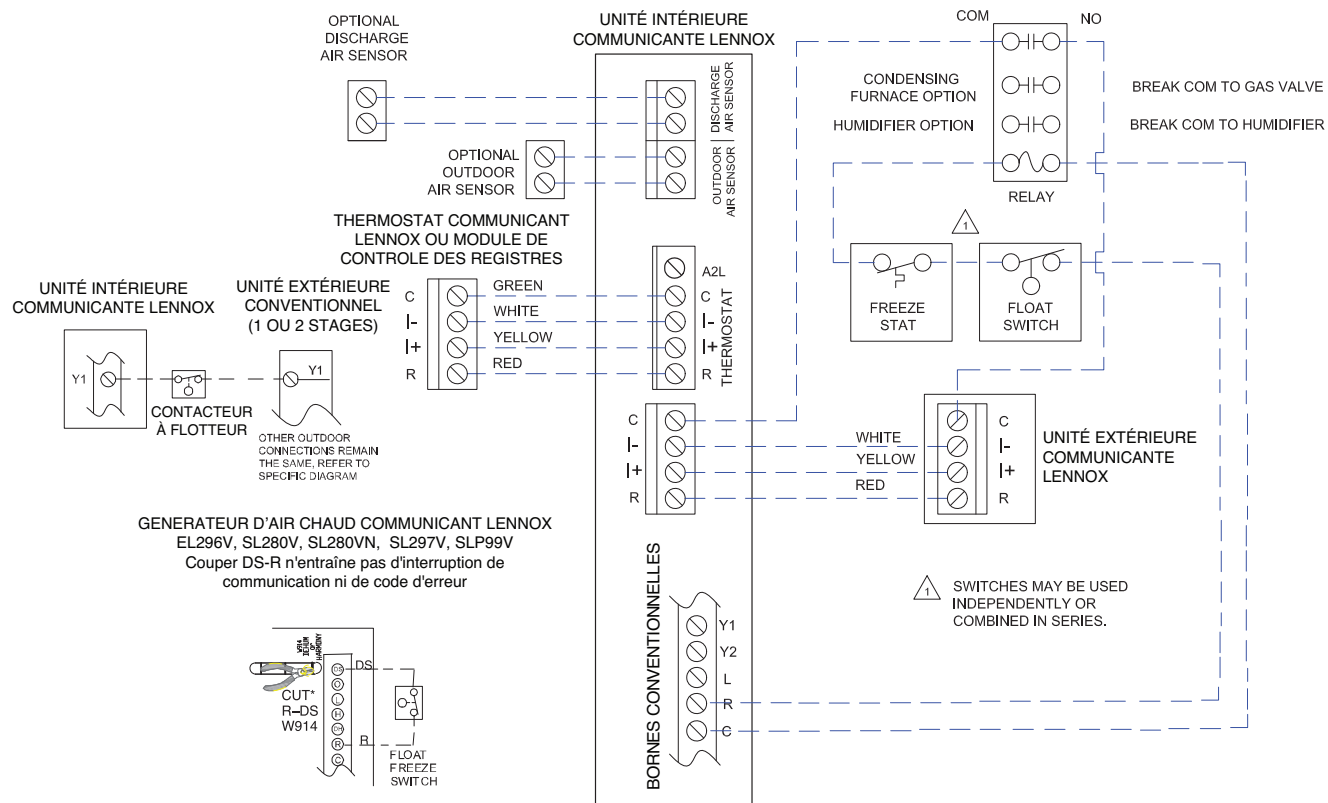 OPTIONAL
DISCHARGE
AIR SENSOR
UNITÉ INTÉRIEURE
COMMUNICANTE LENNOX
DISCHARGE
AIR SENSOR
OPTIONAL
OUTDOOR
AIR SENSOR
OUTDOOR
AIR SENSOR
COM
NO
CONDENSING
FURNACE OPTION
BREAK COM TO GAS VALVE
HUMIDIFIER OPTION
BREAK COM TO HUMIDIFIER
RELAY
1
FREEZE
STAT
FLOAT
SWITCH
THERMOSTAT COMMUNICANT
LENNOX OU MODULE DE
CONTROLE DES REGISTRES
C
I-
I+
R
GREEN
WHITE
YELLOW
RED
A2L
C
I-
I+
R
THERMOSTAT
UNITÉ INTÉRIEURE
COMMUNICANTE LENNOX
Y1
CONTACTEUR
À FLOTTEUR
UNITÉ EXTÉRIEURE
CONVENTIONNEL
(1 OU 2 STAGES)
Y1
OTHER OUTDOOR
CONNECTIONS REMAIN
THE SAME, REFER TO
SPECIFIC DIAGRAM
C
I-
I+
R
WHITE
YELLOW
RED
C
I-
I+
R
UNITÉ EXTÉRIEURE
COMMUNICANTE
LENNOX
GENERATEUR D'AIR CHAUD COMMUNICANT LENNOX
EL296V, SL280V, SL280VN, SL297V, SLP99V
Couper DS-R n'entraîne pas d'interruption de
communication ni de code d'erreur
W914
DEHUM
OF
HARMONY
CUT*
R–DS
W914
DS
O
L
H
DH
R
C
DS
R
FLOAT
FREEZE
SWITCH
BORNES CONVENTIONNELLES
Y1
Y2
L
R
C
1 SWITCHES MAY BE USED
INDEPENDENTLY OR
COMBINED IN SERIES.